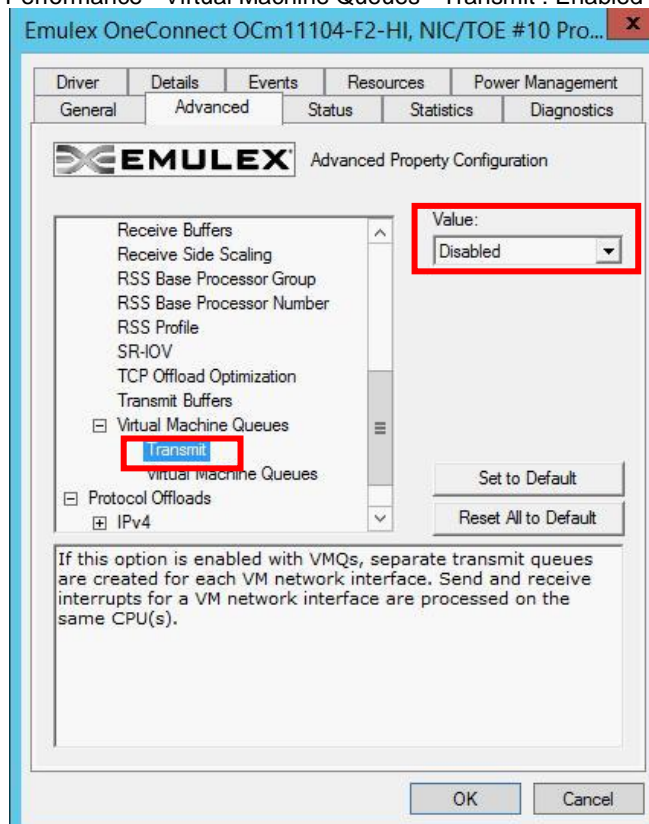 Performance - Virtual Machine Queues - Transmit : Enabled
Emulex OneConnect OCm11104-F2-HI, NIC/TOE #10 Pro... x
Driver Details Events Resources Power Management
General Advanced Status Statistics Diagnostics
EMULEX Advanced Property Configuration
Value:
Disabled
Receive Buffers
Receive Side Scaling
RSS Base Processor Group
RSS Base Processor Number
RSS Profile
SR-IOV
TCP Offload Optimization
Transmit Buffers
Virtual Machine Queues
Transmit
Virtual Machine Queues
Protocol Offloads
IPv4
Set to Default
Reset All to Default
If this option is enabled with VMQs, separate transmit queues
are created for each VM network interface. Send and receive
interrupts for a VM network interface are processed on the
same CPU(s).
OK Cancel